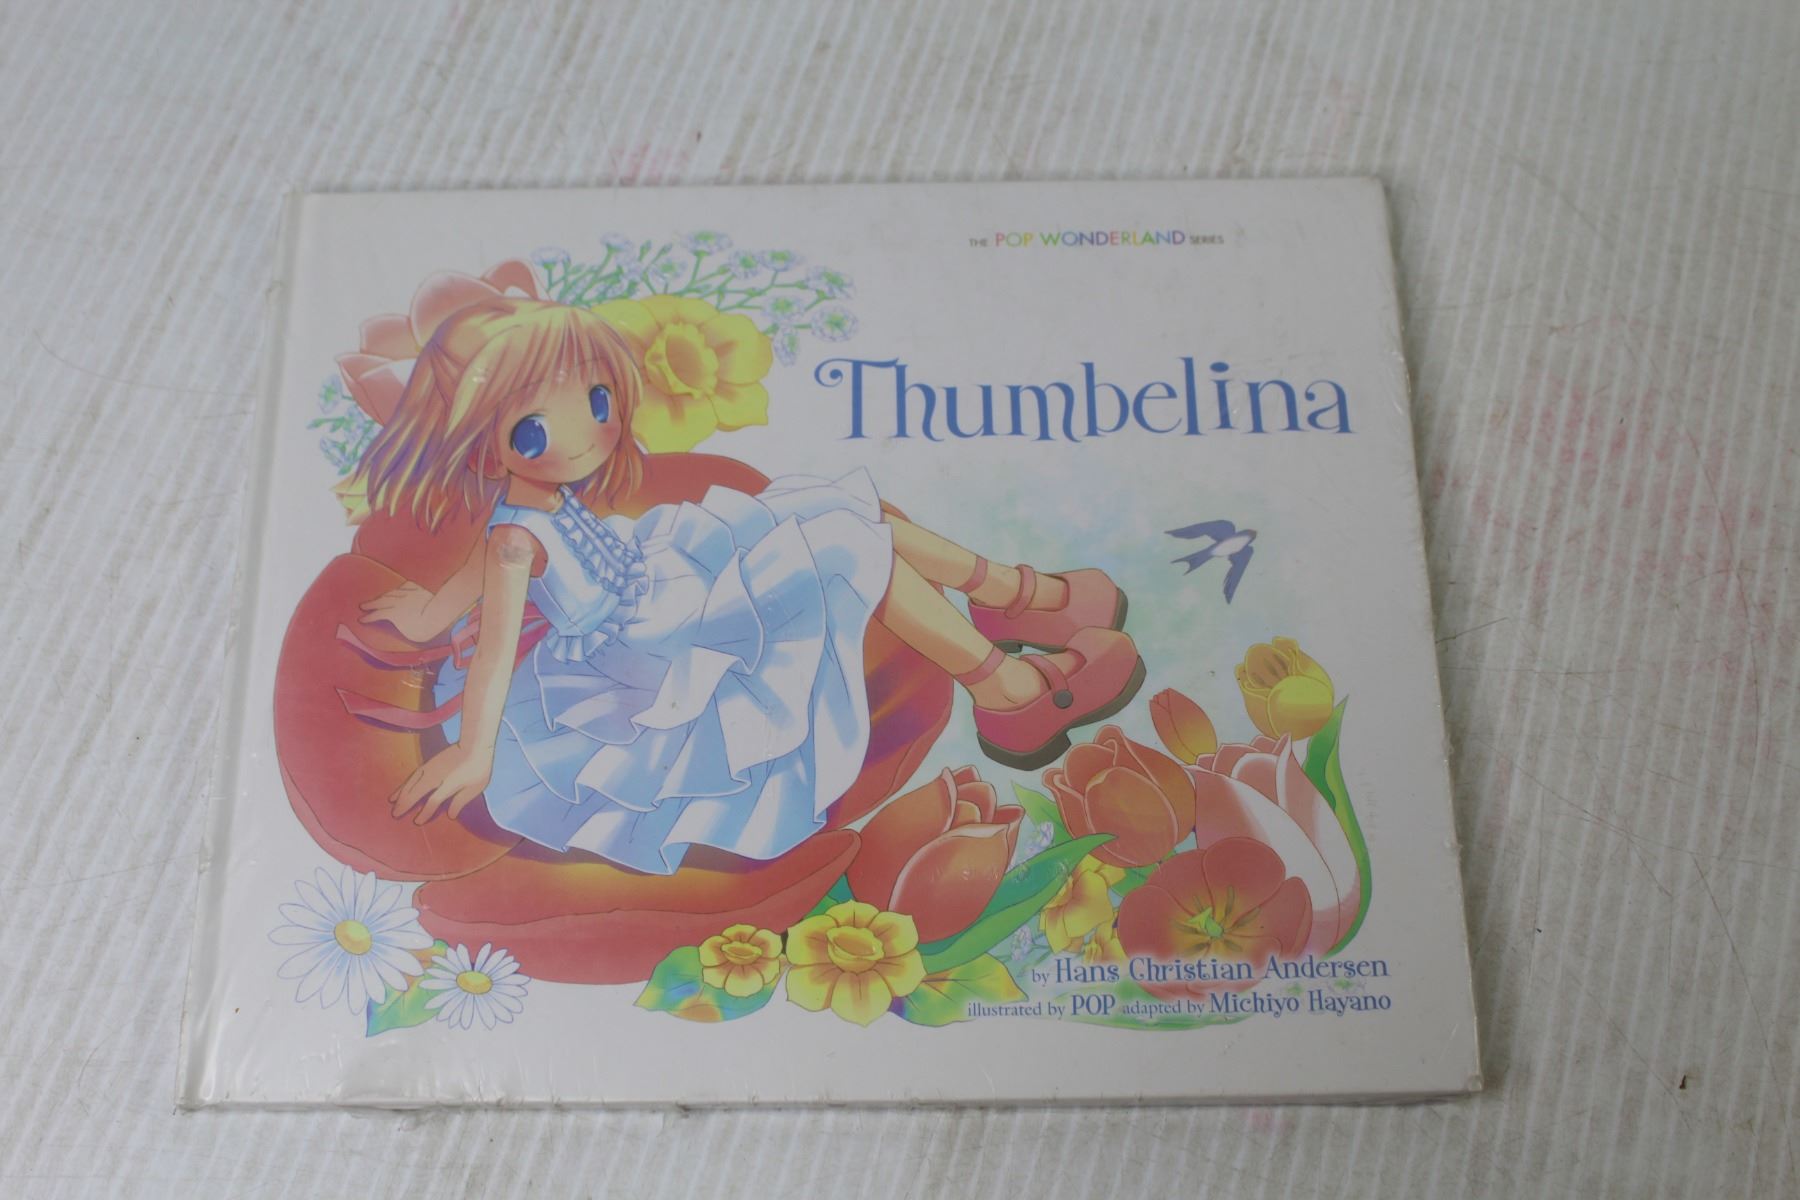 THE POP WONDERLAND SERIES
Thumbelina
by Hans Christian Andersen
illustrated by POP adapted by Michiyo Hayano